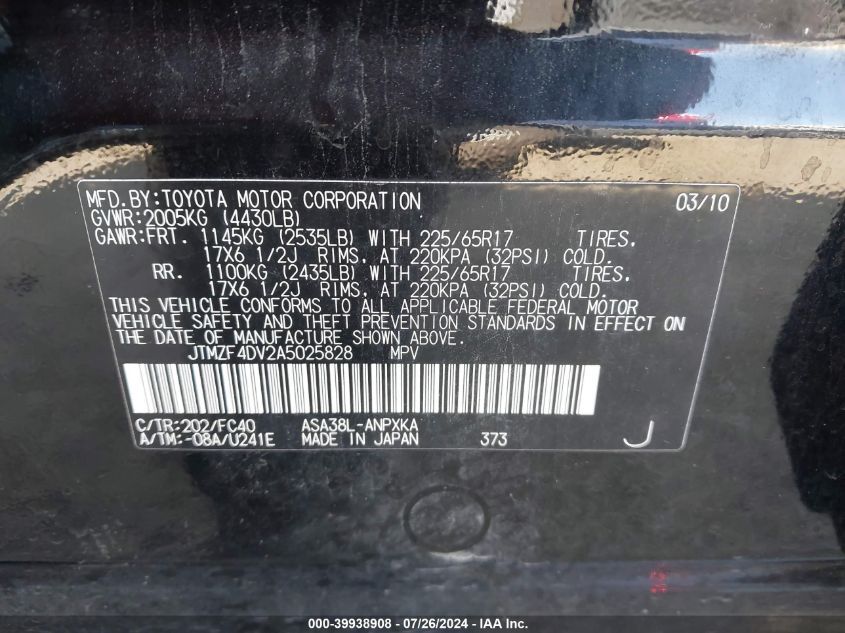 MFD.BY:TOYOTA MOTOR CORPORATION 03/10
GVWR:2005KG (4430LB)
GAWR:FRT. 1145KG (2535LB) WITH 225/65R17 TIRES,
17X6 1/2J RIMS, AT 220KPA (32PSI) COLD.
RR. 1100KG (2435LB) WITH 225/65R17 TIRES,
17X6 1/2J RIMS, AT 220KPA (32PSI) COLD.
THIS VEHICLE CONFORMS TO ALL APPLICABLE FEDERAL MOTOR
VEHICLE SAFETY AND THEFT PREVENTION STANDARDS IN EFFECT ON
THE DATE OF MANUFACTURE SHOWN ABOVE.
JTMZF4DV2A5025828 MPV
C/TR:202/FC40 ASA38L-ANPXKA
A/TM:-08A/U241E MADE IN JAPAN 373 J
000-39938908 - 07/26/2024 - IAA Inc.